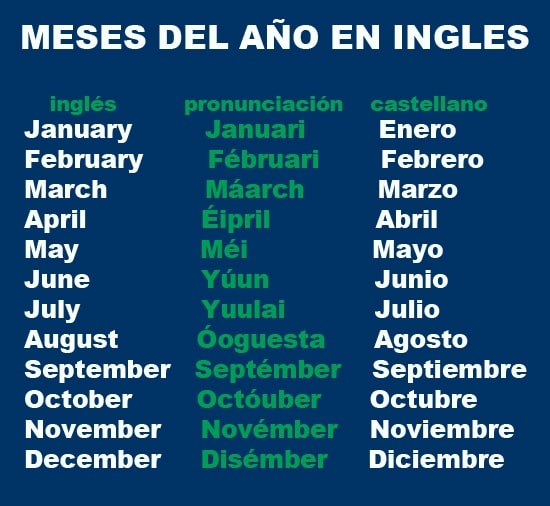 MESES DEL AÑO EN INGLES
inglés pronunciación castellano
January Januari Enero
February Fébruari Febrero
March Máarch Marzo
April Éipril Abril
May Méi Mayo
June Yúun Junio
July Yuulai Julio
August Óoguesta Agosto
September Septémber Septiembre
October Octóuber Octubre
November Novémber Noviembre
December Disémber Diciembre